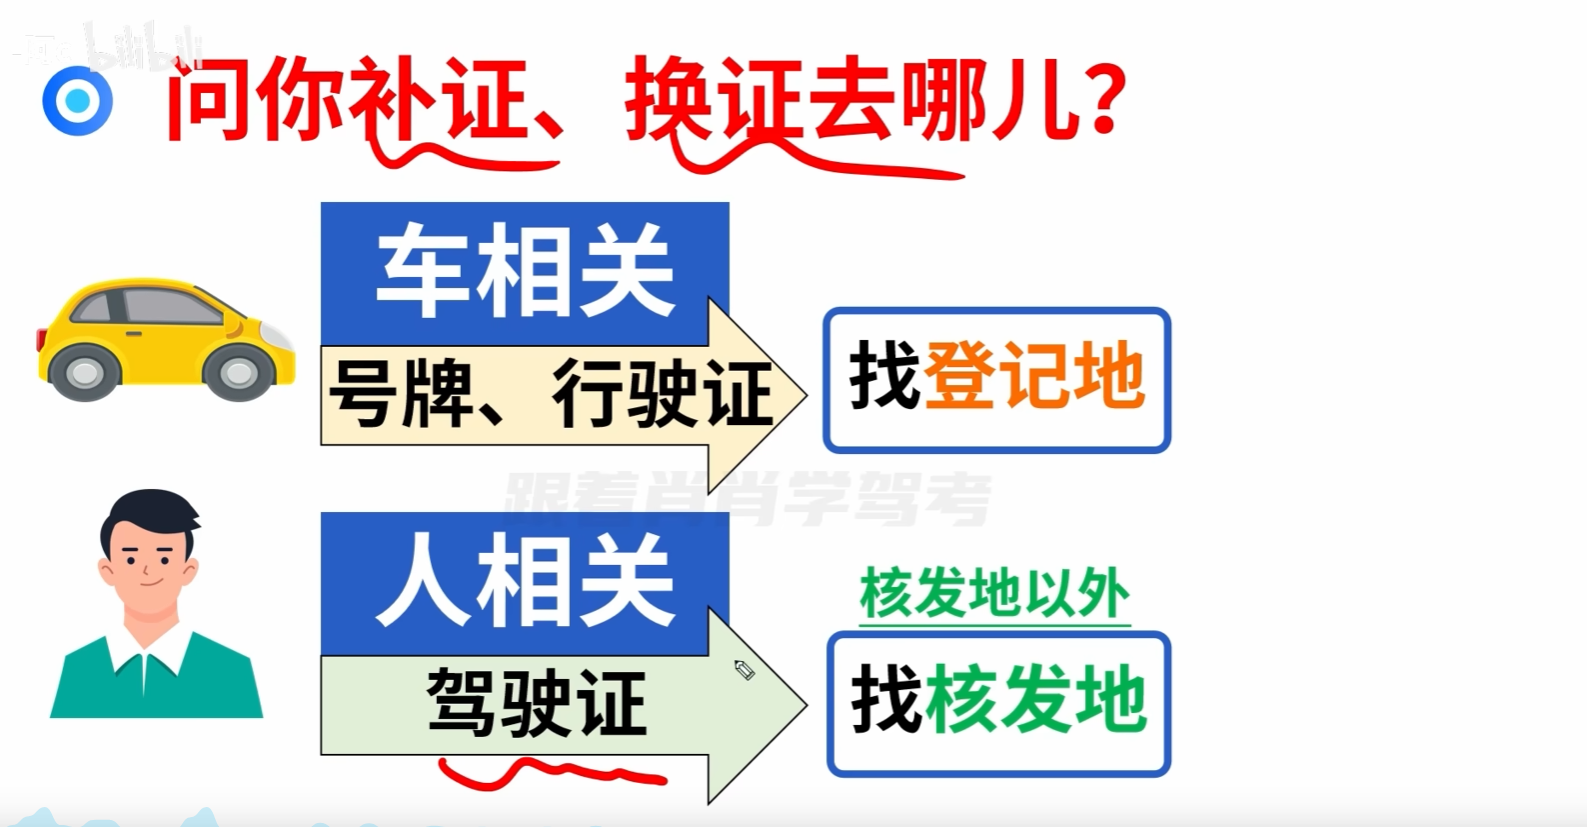 bilibili
问你补证、换证去哪儿?
车相关
号牌、行驶证
找登记地
跟着肖肖学驾考
人相关
驾驶证
核发地以外
找核发地